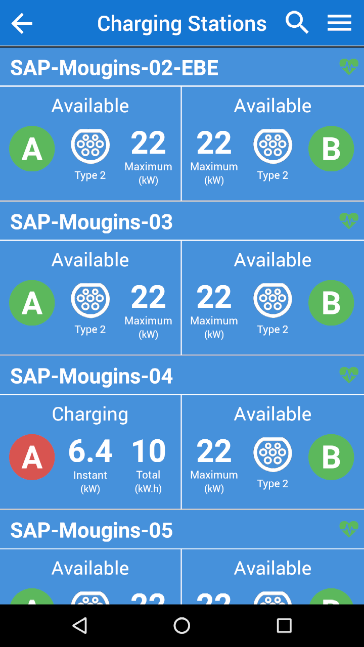 Charging Stations
SAP-Mougins-02-EBE
Available Available
A 22 22 B
Type 2 Maximum Maximum Type 2
(kW) (kW)
SAP-Mougins-03
Available Available
A 22 22 B
Type 2 Maximum Maximum Type 2
(kW) (kW)
SAP-Mougins-04
Charging Available
A 6.4 10 22 B
Instant Total Maximum Type 2
(kW) (kW.h) (kW)
SAP-Mougins-05
Available Available
A 22 22 B